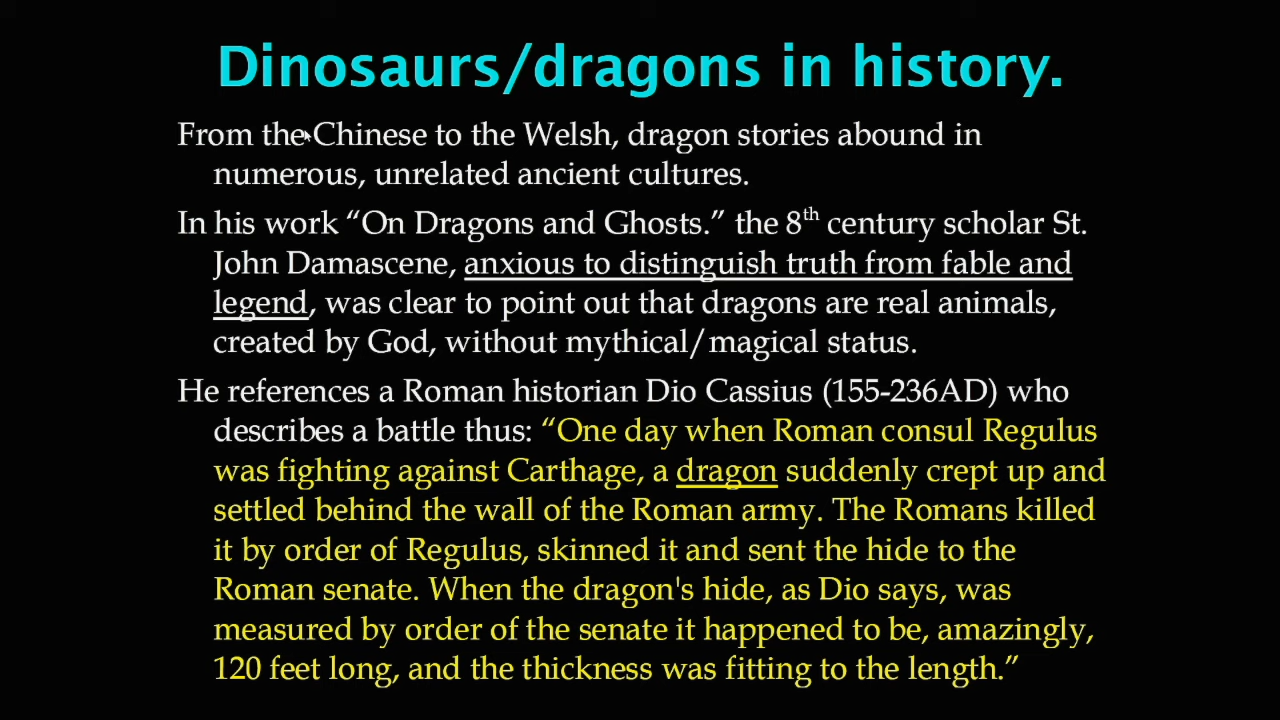 Dinosaurs/dragons in history.
From the Chinese to the Welsh, dragon stories abound in
numerous, unrelated ancient cultures.
In his work “On Dragons and Ghosts.” the 8th century scholar St.
John Damascene, anxious to distinguish truth from fable and
legend, was clear to point out that dragons are real animals,
created by God, without mythical/magical status.
He references a Roman historian Dio Cassius (155-236AD) who
describes a battle thus: “One day when Roman consul Regulus
was fighting against Carthage, a dragon suddenly crept up and
settled behind the wall of the Roman army. The Romans killed
it by order of Regulus, skinned it and sent the hide to the
Roman senate. When the dragon's hide, as Dio says, was
measured by order of the senate it happened to be, amazingly,
120 feet long, and the thickness was fitting to the length.”